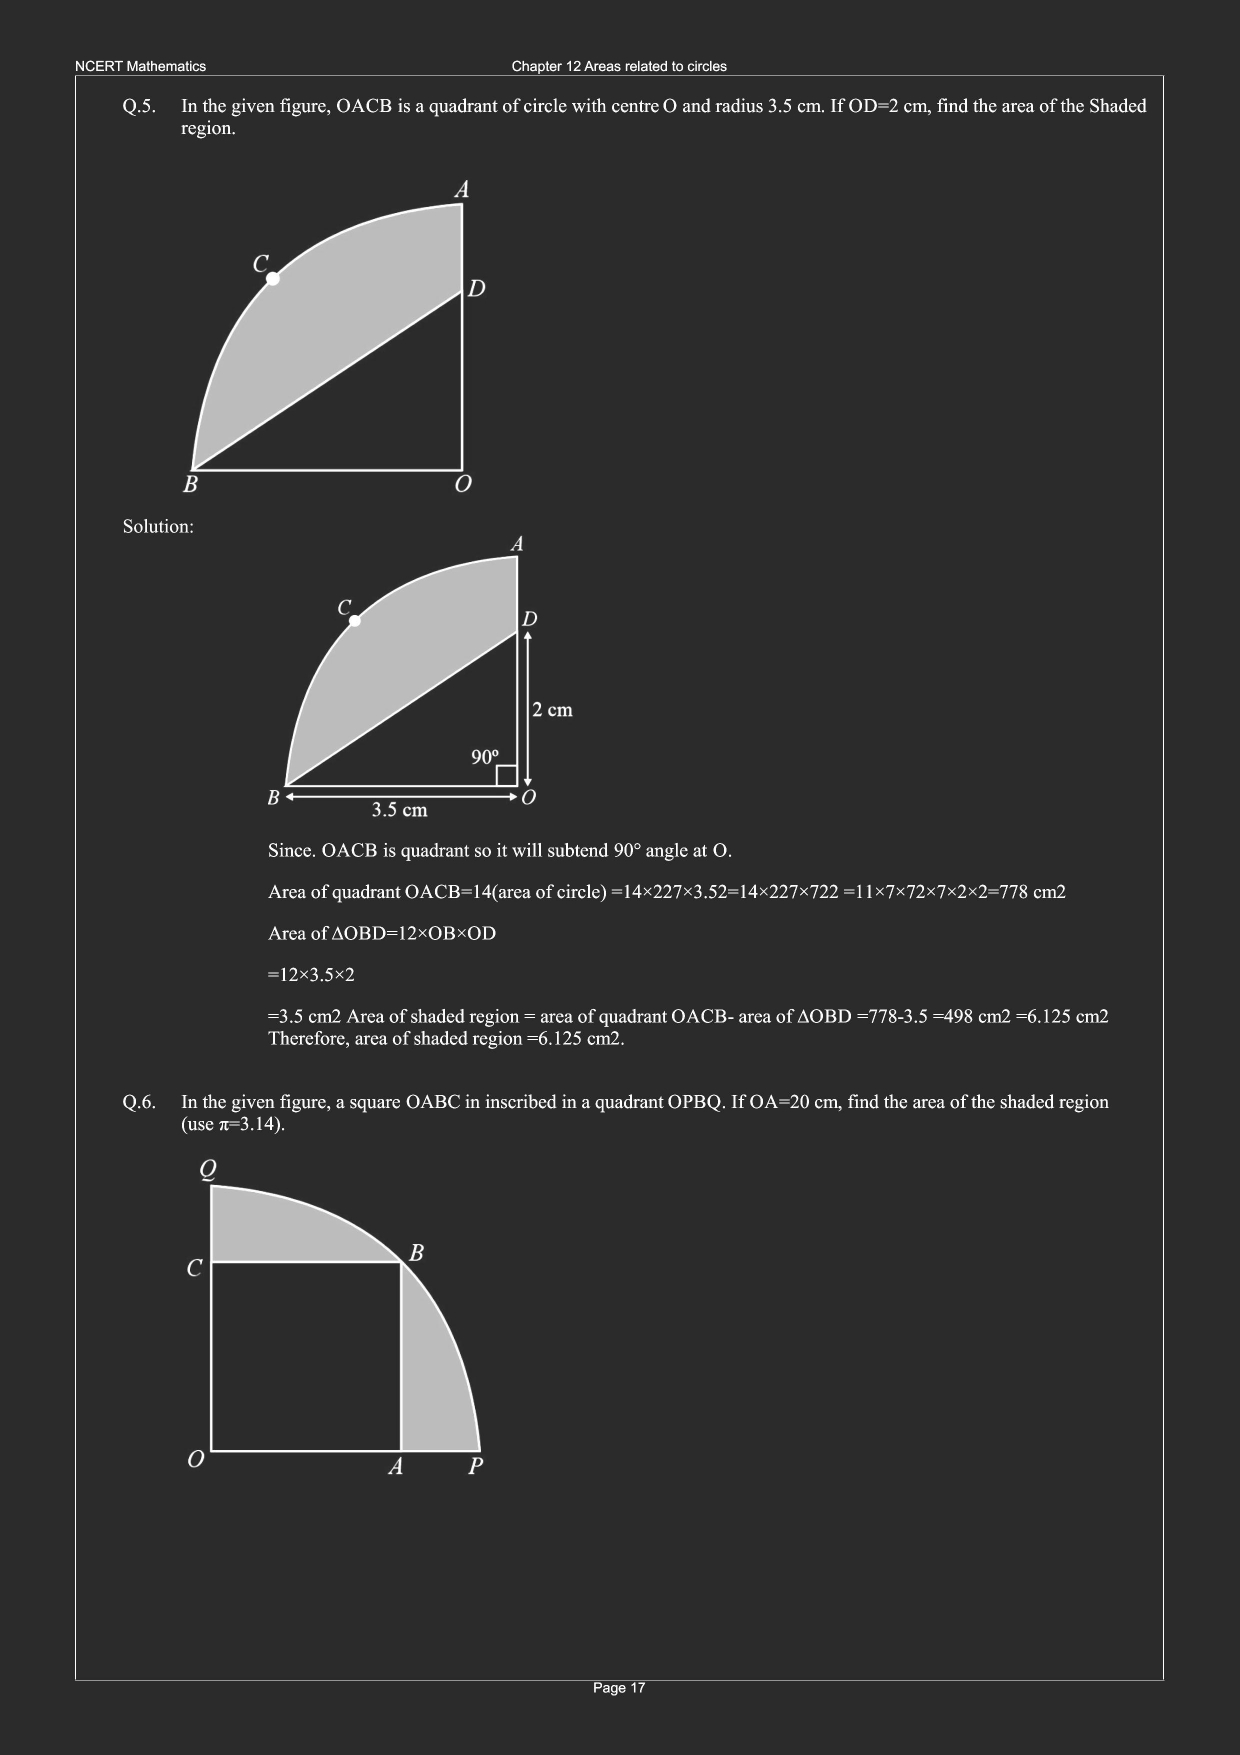 NCERT Mathematics Chapter 12 Areas related to circles
Q.5. In the given figure, OACB is a quadrant of circle with centre O and radius 3.5 cm. If OD=2 cm, find the area of the Shaded
region.
A
C
D
B O
Solution:
A
C
D
2 cm
90°
B O
3.5 cm
Since. OACB is quadrant so it will subtend 90° angle at O.
Area of quadrant OACB=14(area of circle) =14×227×3.52=14×227×722 =11×7×72×7×2×2=778 cm2
Area of ΔOBD=12×OB×OD
=12×3.5×2
=3.5 cm2 Area of shaded region = area of quadrant OACB- area of ΔOBD =778-3.5 =498 cm2 =6.125 cm2
Therefore, area of shaded region =6.125 cm2.
Q.6. In the given figure, a square OABC in inscribed in a quadrant OPBQ. If OA=20 cm, find the area of the shaded region
(use π=3.14).
Q
B
C
O A P
Page 17